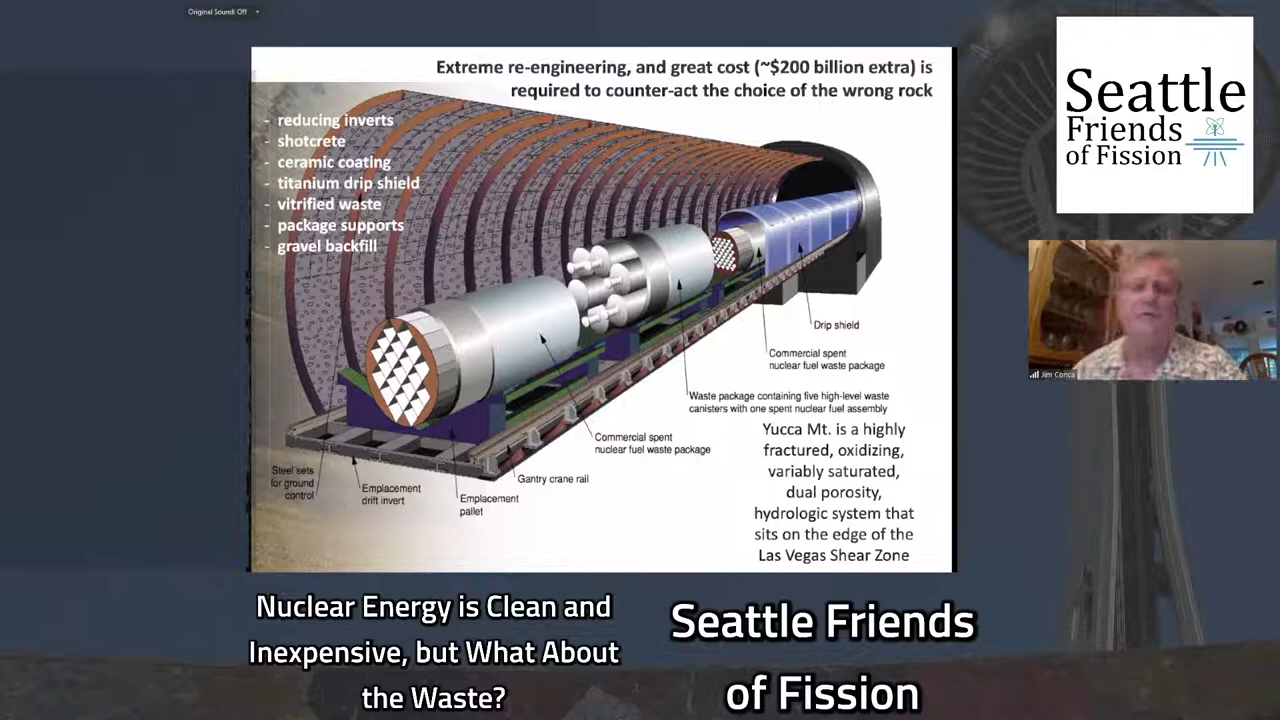 Original Sound! Off
Extreme re-engineering, and great cost (~$200 billion extra) is
required to counter-act the choice of the wrong rock
- reducing inverts
- shotcrete
- ceramic coating
- titanium drip shield
- vitrified waste
- package supports
- gravel backfill
Drip shield
Commercial spent
nuclear fuel waste package
Waste package containing five high-level waste
canisters with one spent nuclear fuel assembly
Commercial spent
nuclear fuel waste package
Gantry crane rail
Steel sets
for ground
control
Emplacement
drift invert
Emplacement
pallet
Yucca Mt. is a highly
fractured, oxidizing,
variably saturated,
dual porosity,
hydrologic system that
sits on the edge of the
Las Vegas Shear Zone
Seattle
Friends
of Fission
Jim Conca
Nuclear Energy is Clean and
Inexpensive, but What About
the Waste?
Seattle Friends
of Fission